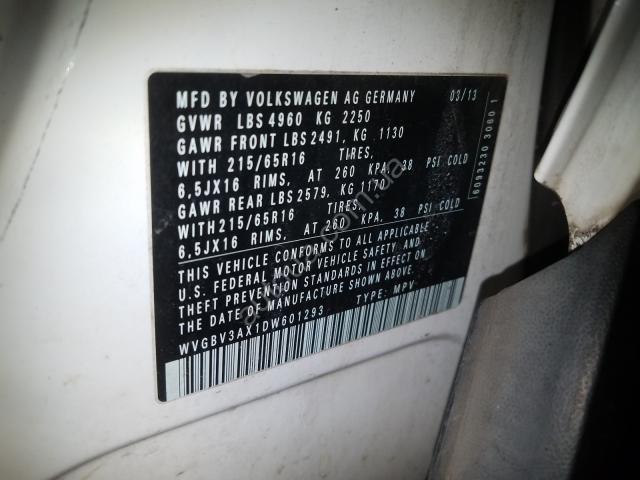 MFD BY VOLKSWAGEN AG GERMANY 03/13
GVWR LBS 4960 KG 2250
GAWR FRONT LBS 2491, KG 1130
WITH 215/65R16 TIRES,
6,5JX16 RIMS, AT 260 KPA, 38 PSI COLD
GAWR REAR LBS 2579, KG 1170
WITH 215/65R16 TIRES,
6,5JX16 RIMS, AT 260 KPA, 38 PSI COLD
THIS VEHICLE CONFORMS TO ALL APPLICABLE
U.S. FEDERAL MOTOR VEHICLE SAFETY AND
THEFT PREVENTION STANDARDS IN EFFECT ON
DATE OF MANUFACTURE SHOWN ABOVE.
WVGBV3AX1DW601293 TYPE: MPV
6093230 3060 1